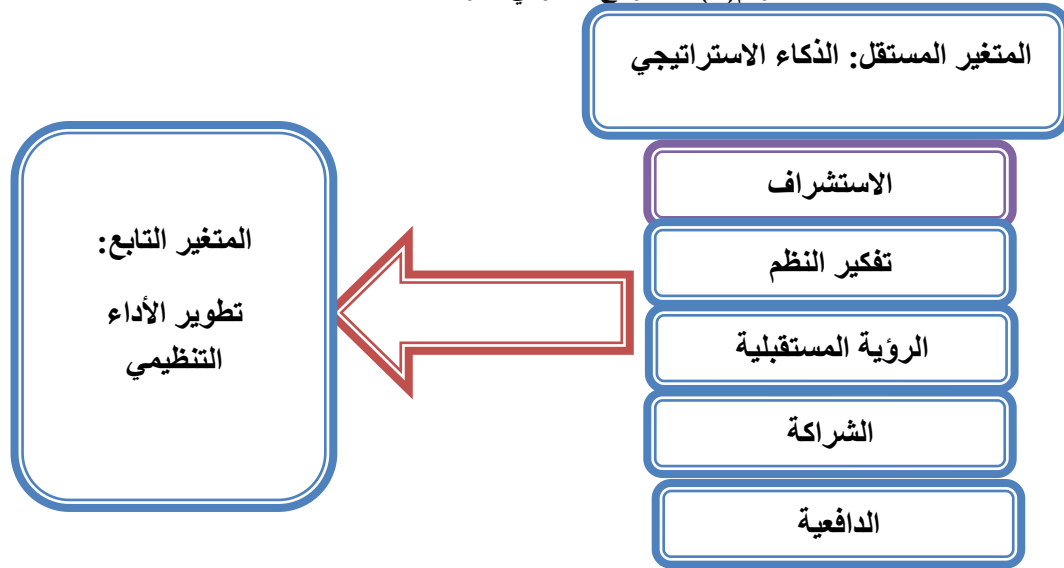 المتغير المستقل: الذكاء الاستراتيجي
الاستشراف
تفكير النظم
الرؤية المستقبلية
الشراكة
الدافعية
المتغير التابع:
تطوير الأداء
التنظيمي